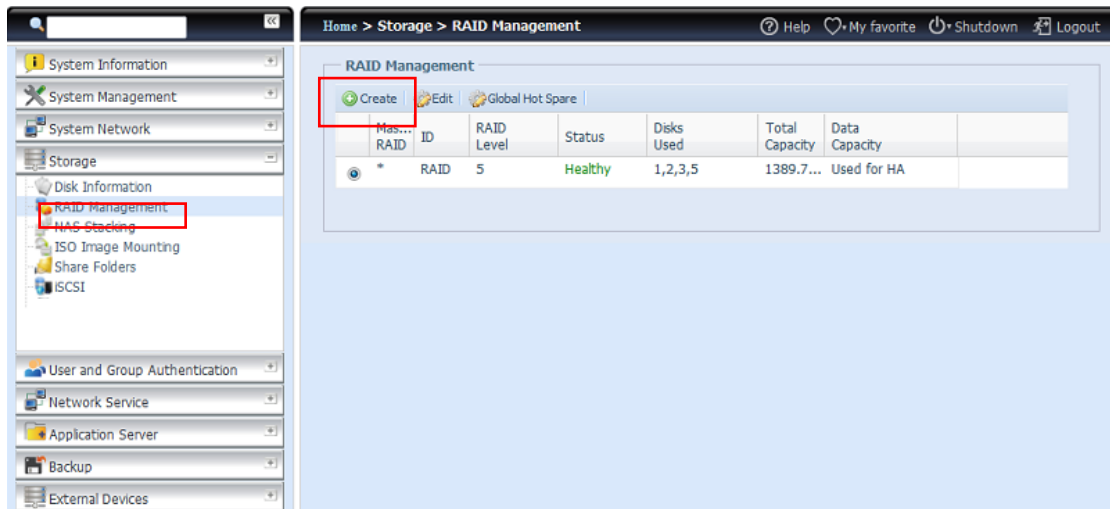 Home > Storage > RAID Management
Help My favorite Shutdown Logout
System Information
System Management
System Network
Storage
Disk Information
RAID Management
NAS Stacking
ISO Image Mounting
Share Folders
iSCSI
User and Group Authentication
Network Service
Application Server
Backup
External Devices
RAID Management
Create Edit Global Hot Spare
Mas... RAID ID RAID Level Status Disks Used Total Capacity Data Capacity
* RAID 5 Healthy 1,2,3,5 1389.7... Used for HA